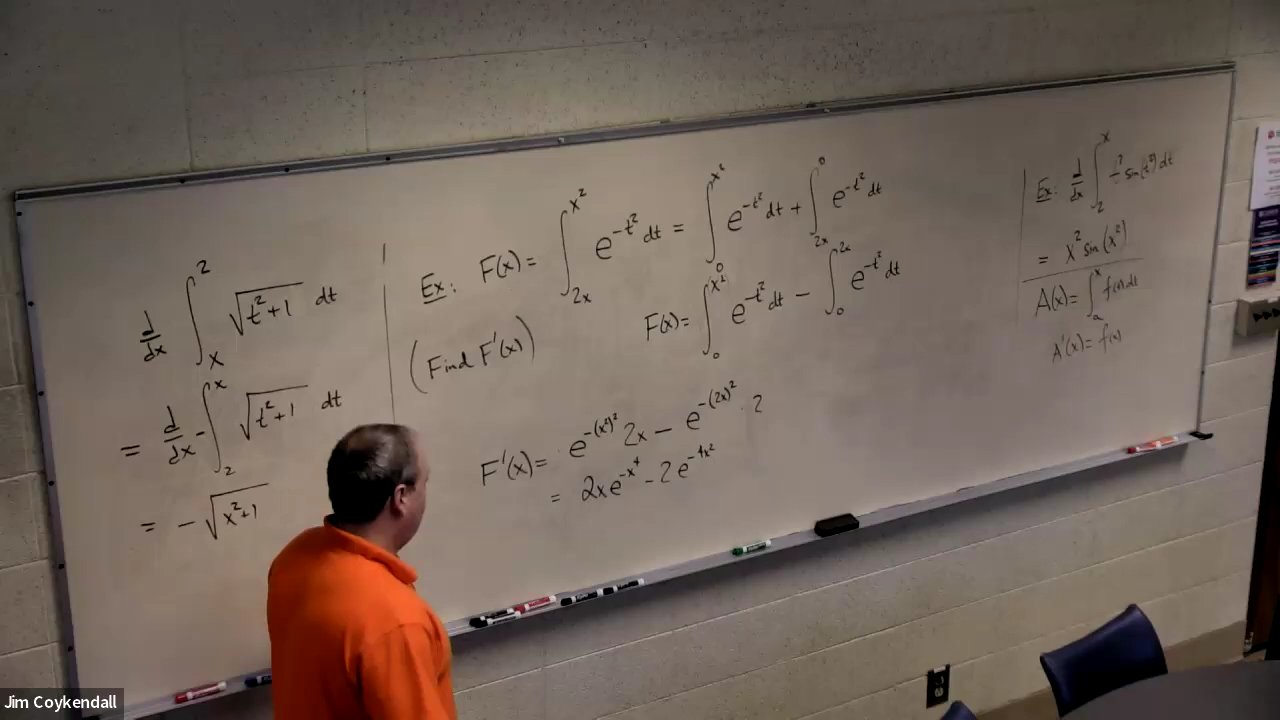 d/dx ∫_x^2 √(t²+1) dt
= d/dx - ∫_2^x √(t²+1) dt
= - √(x²+1)
Ex: F(x) = ∫_{2x}^{x²} e^{-t²} dt = ∫_0^{x²} e^{-t²} dt + ∫_{2x}^0 e^{-t²} dt
(Find F'(x))
F(x) = ∫_0^{x²} e^{-t²} dt - ∫_0^{2x} e^{-t²} dt
F'(x) = e^{-(x²)²} 2x - e^{-(2x)²} · 2
= 2xe^{-x⁴} - 2e^{-4x²}
Ex: d/dx ∫_2^x t² sin(t²) dt
= x² sin(x²)
A(x) = ∫_a^x f(t) dt
A'(x) = f(x)
Jim Coykendall